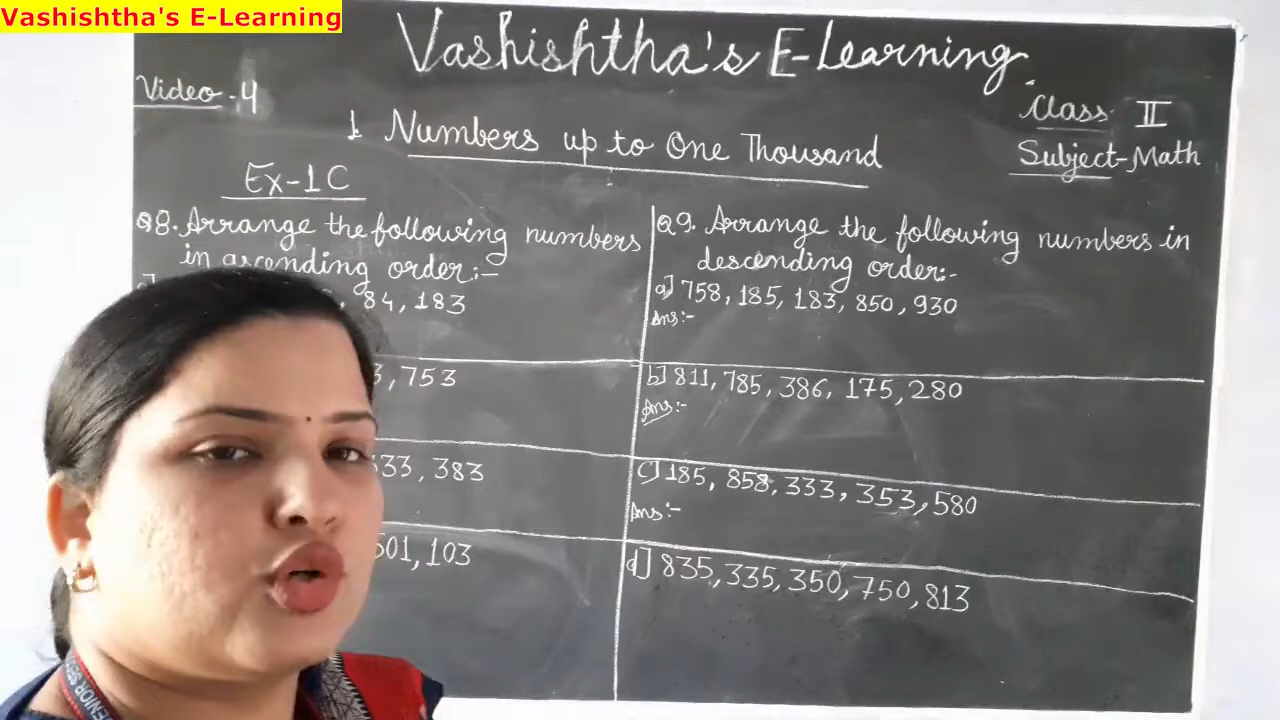 Vashishtha's E-Learning
Vashishtha's E-Learning
Video-4
Class II
1 Numbers up to One Thousand
Subject-Math
Ex-1C
Q8. Arrange the following numbers
in ascending order:-
84, 183
, 753
33, 383
501, 103
Q9. Arrange the following numbers in
descending order:-
a] 758, 185, 183, 850, 930
Ans:-
b] 811, 785, 386, 175, 280
Ans:-
c] 185, 858, 333, 353, 580
Ans:-
d] 835, 335, 350, 750, 813